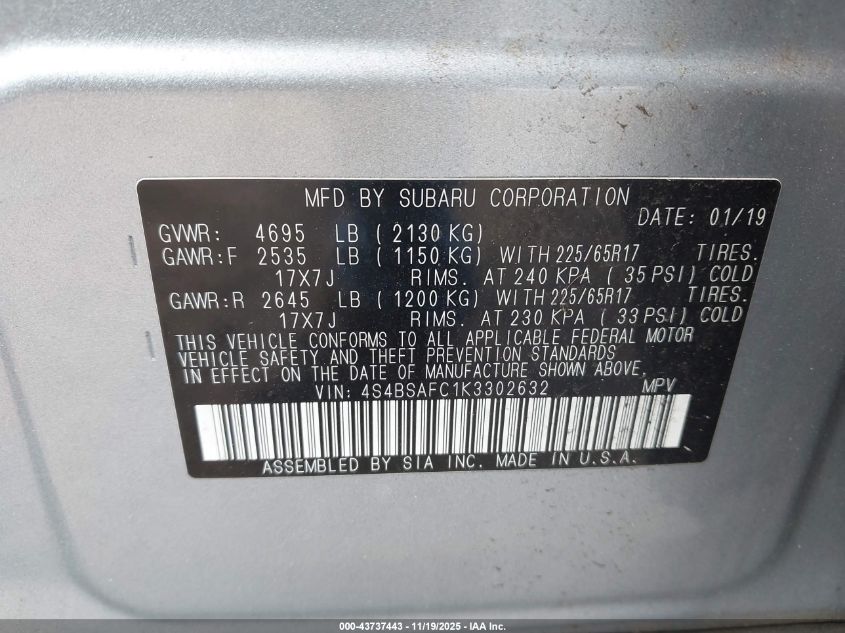 MFD BY SUBARU CORPORATION
DATE: 01/19
GVWR: 4695 LB ( 2130 KG)
GAWR:F 2535 LB ( 1150 KG) WITH 225/65R17 TIRES.
17X7J RIMS. AT 240 KPA ( 35 PSI) COLD
GAWR:R 2645 LB ( 1200 KG) WITH 225/65R17 TIRES.
17X7J RIMS. AT 230 KPA ( 33 PSI) COLD
THIS VEHICLE CONFORMS TO ALL APPLICABLE FEDERAL MOTOR
VEHICLE SAFETY AND THEFT PREVENTION STANDARDS
IN EFFECT ON THE DATE OF MANUFACTURE SHOWN ABOVE.
VIN: 4S4BSAFC1K3302632 MPV
ASSEMBLED BY SIA INC. MADE IN U.S.A.
000-43737443 - 11/19/2025 - IAA Inc.